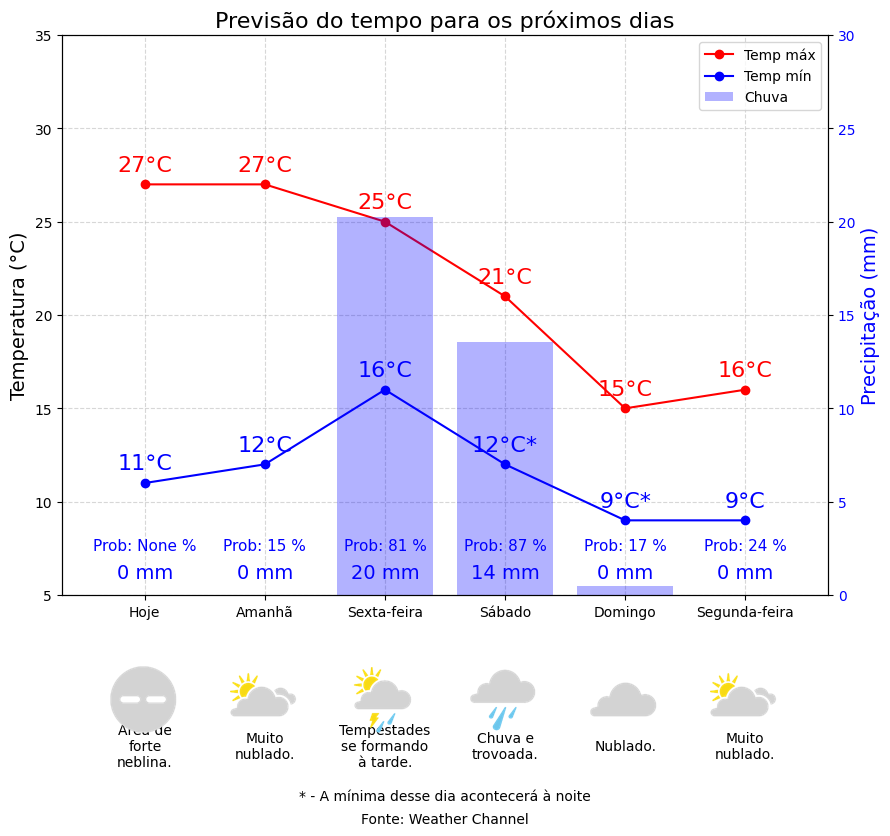 Previsão do tempo para os próximos dias
35
30
25
20
15
10
5
Temperatura (°C)
30
25
20
15
10
5
0
Precipitação (mm)
Temp máx
Temp mín
Chuva
27°C 27°C 25°C 21°C 15°C 16°C
11°C 12°C 16°C 12°C* 9°C* 9°C
Prob: None % Prob: 15 % Prob: 81 % Prob: 87 % Prob: 17 % Prob: 24 %
0 mm 0 mm 20 mm 14 mm 0 mm 0 mm
Hoje Amanhã Sexta-feira Sábado Domingo Segunda-feira
Área de
forte
neblina.
Muito
nublado.
Tempestades
se formando
à tarde.
Chuva e
trovoada.
Nublado.
Muito
nublado.
* - A mínima desse dia acontecerá à noite
Fonte: Weather Channel